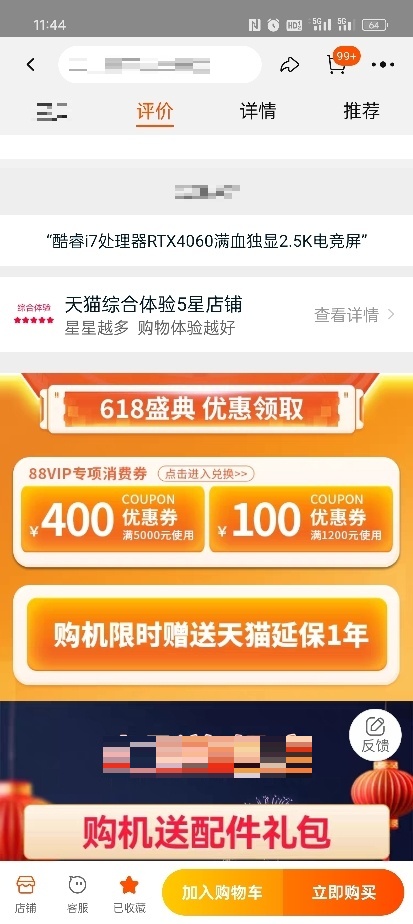 11:44
HD
5G
5G
64
99+
评价
详情
推荐
“酷睿i7处理器RTX4060满血独显2.5K电竞屏”
综合体验
天猫综合体验5星店铺
星星越多 购物体验越好
查看详情
618盛典 优惠领取
88VIP专项消费券
点击进入兑换>>
¥400
COUPON
优惠券
满5000元使用
¥100
COUPON
优惠券
满1200元使用
购机限时赠送天猫延保1年
反馈
购机送配件礼包
店铺
客服
已收藏
加入购物车
立即购买